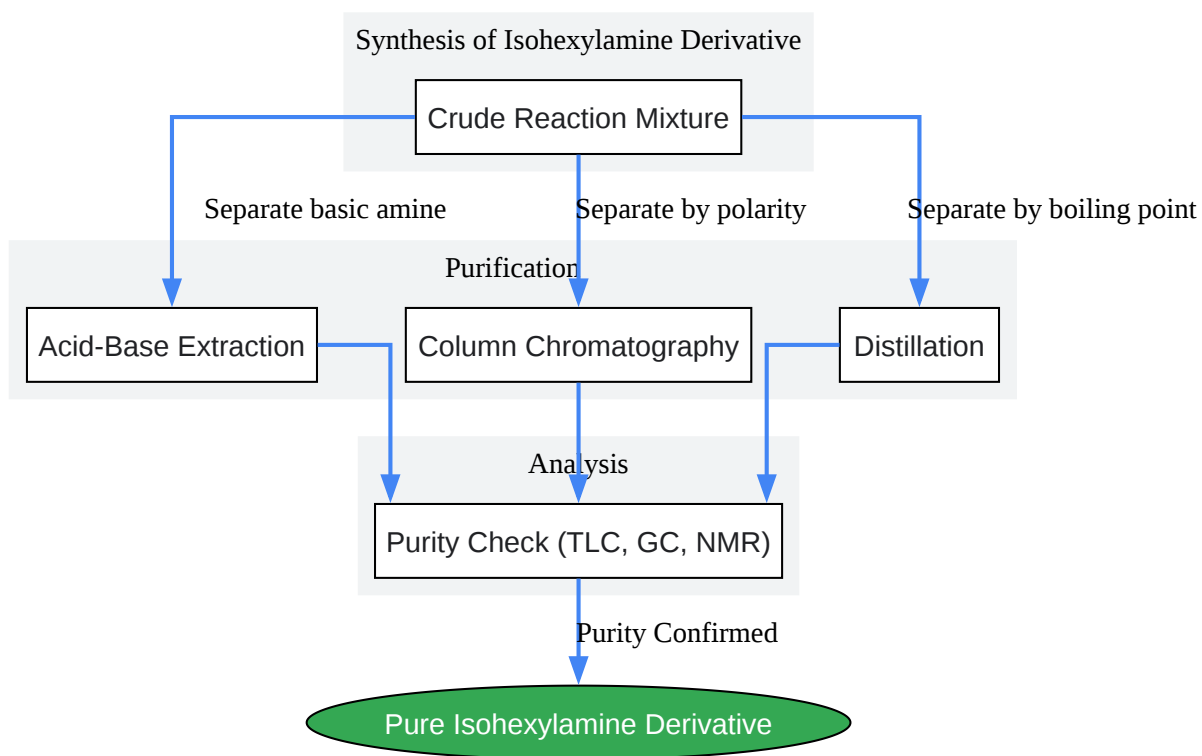 Synthesis of Isohexylamine Derivative
Crude Reaction Mixture
Separate basic amine
Separate by polarity
Separate by boiling point
Purification
Acid-Base Extraction
Column Chromatography
Distillation
Analysis
Purity Check (TLC, GC, NMR)
Purity Confirmed
Pure Isohexylamine Derivative